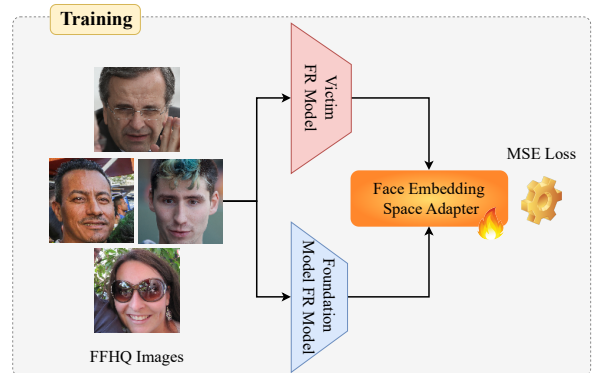 Training
Victim
FR Model
MSE Loss
Face Embedding
Space Adapter
Foundation
Model FR Model
FFHQ Images